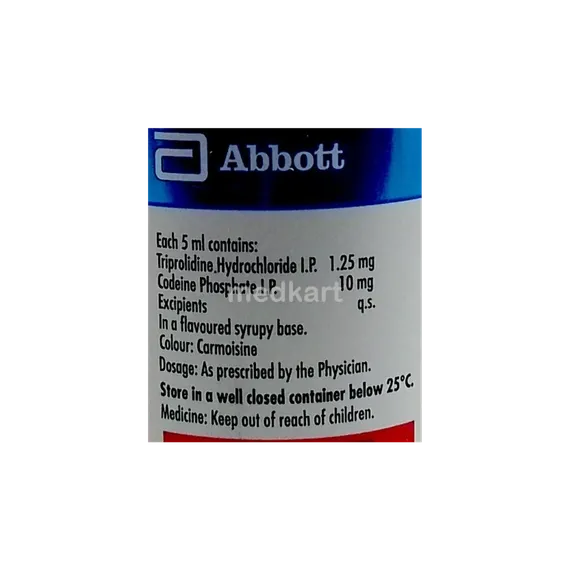 Abbott
Each 5 ml contains:
Triprolidine Hydrochloride I.P. 1.25 mg
Codeine Phosphate I.P. 10 mg
medkart
Excipients q.s.
In a flavoured syrupy base.
Colour: Carmoisine
Dosage: As prescribed by the Physician.
Store in a well closed container below 25°C.
Medicine: Keep out of reach of children.